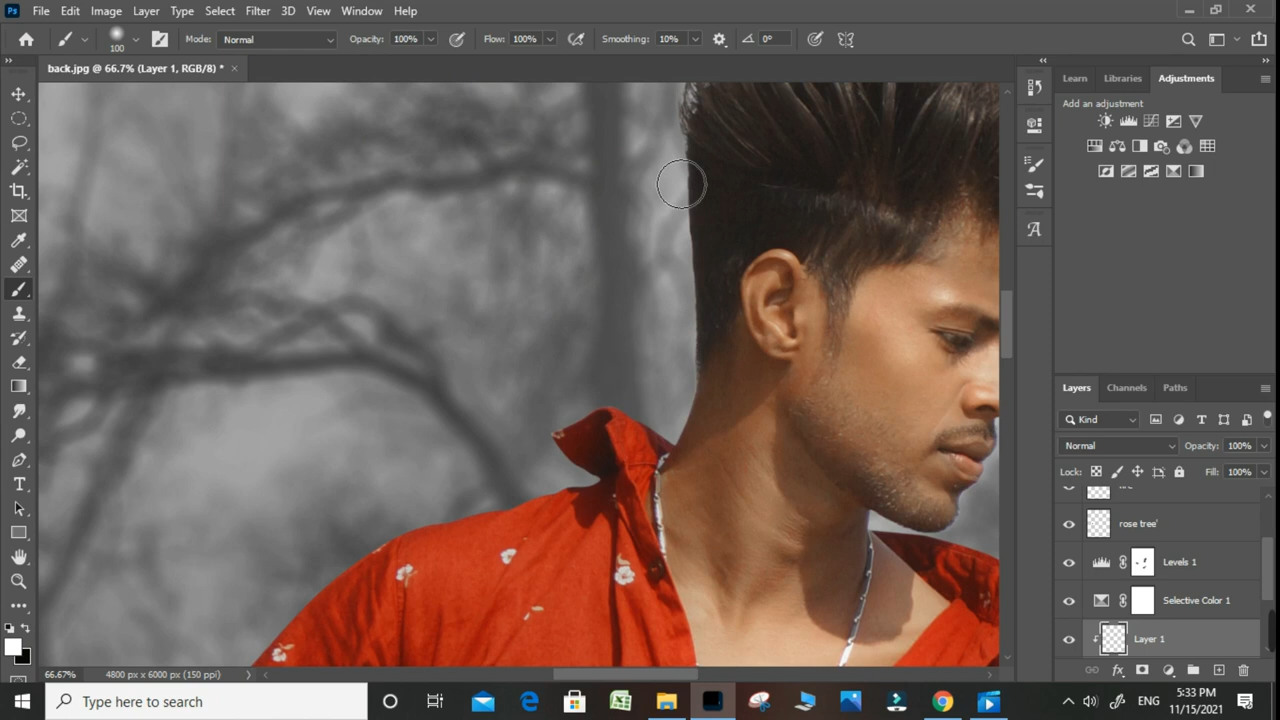 Ps File Edit Image Layer Type Select Filter 3D View Window Help
100 Mode: Normal Opacity: 100% Flow: 100% Smoothing: 10% 0°
back.jpg @ 66.7% (Layer 1, RGB/8) * ×
Learn Libraries Adjustments
Add an adjustment
A
Layers Channels Paths
Kind
Normal Opacity: 100%
Lock: Fill: 100%
rose tree'
Levels 1
Selective Color 1
Layer 1
66.67% 4800 px x 6000 px (150 ppi)
Type here to search
ENG
5:33 PM
11/15/2021